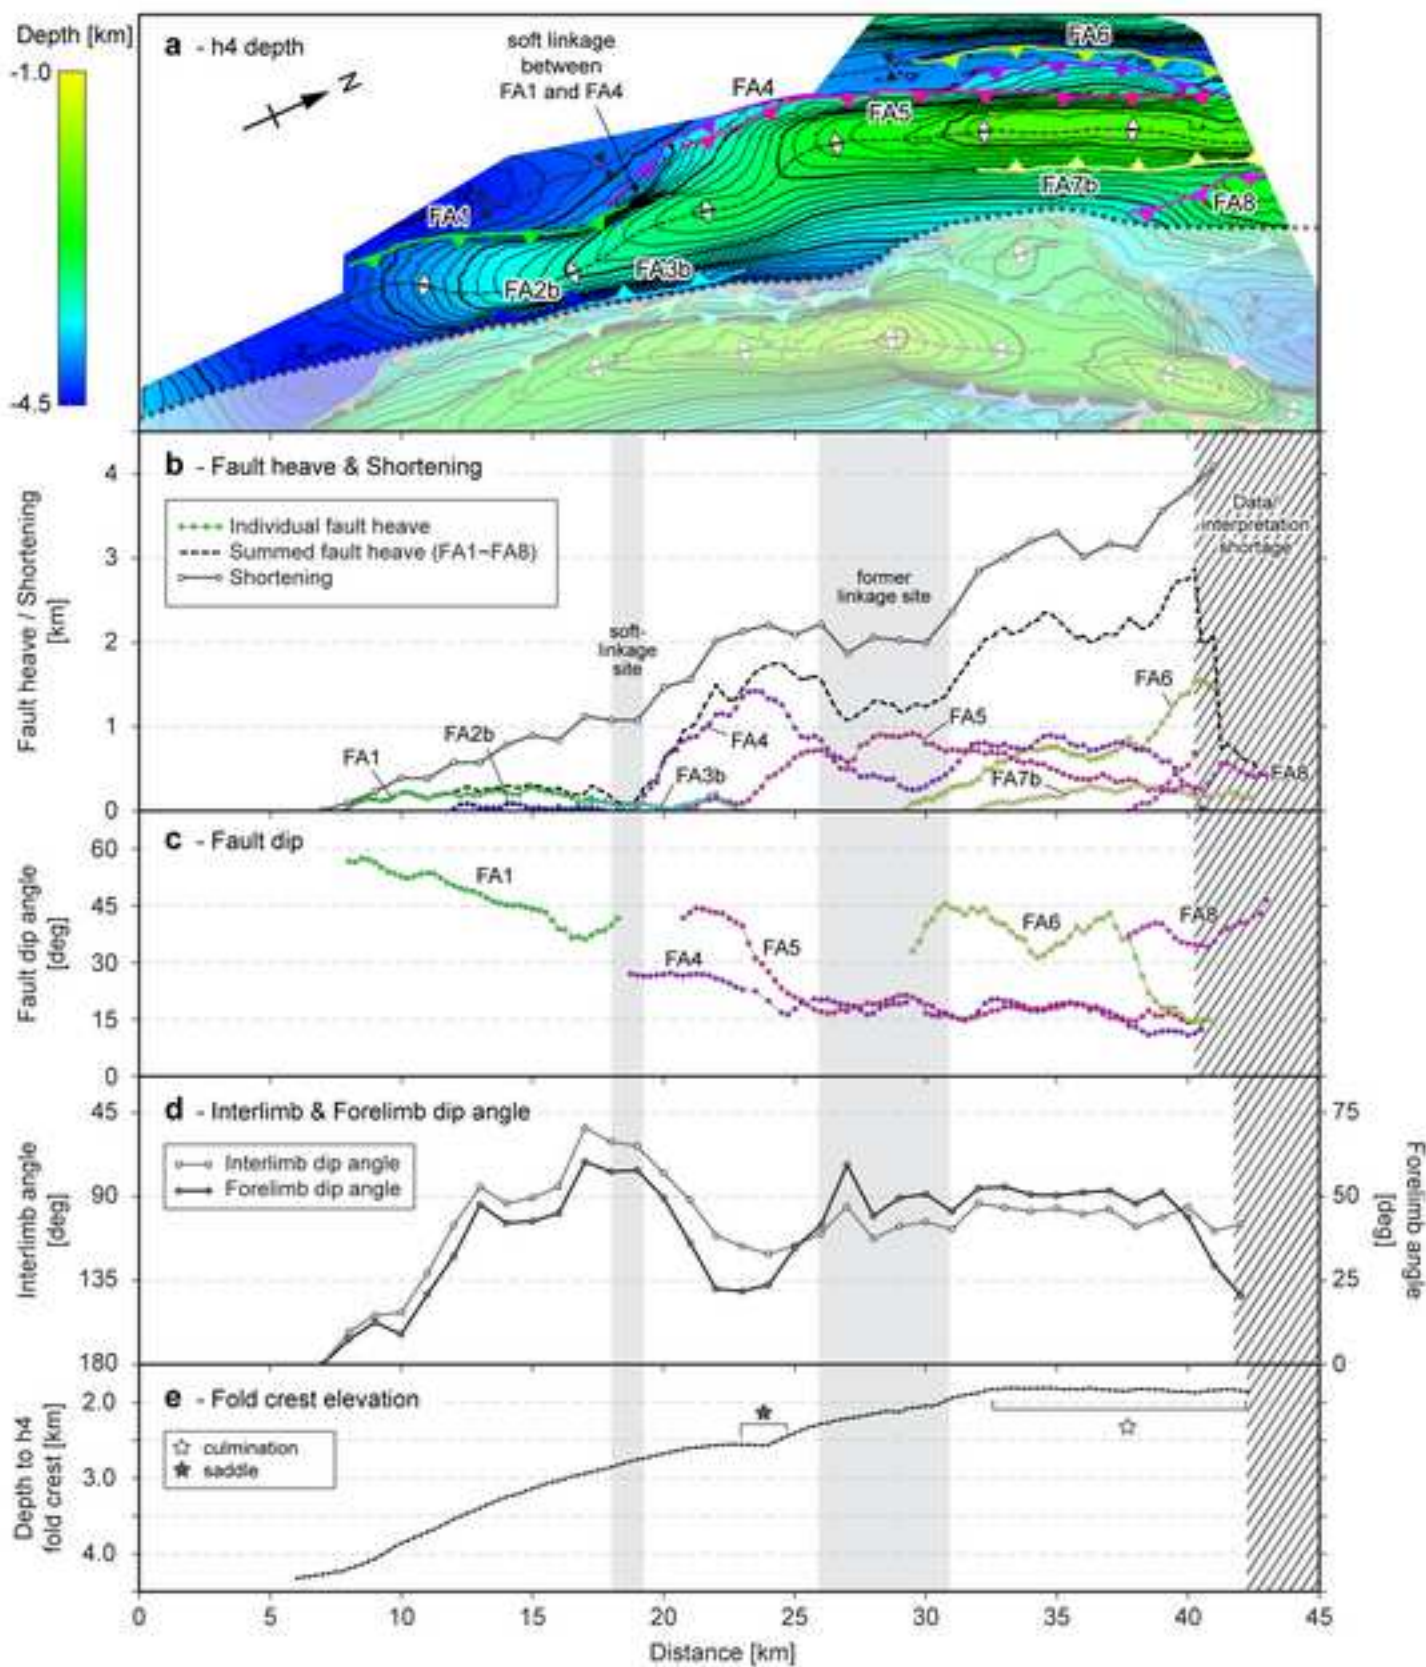 Depth [km]
-1.0
-4.5
a - h4 depth
N
soft linkage
between
FA1 and FA4
FA6
FA4
FA5
FA7b
FA8
FA1
FA3b
FA2b
b - Fault heave & Shortening
Individual fault heave
Summed fault heave (FA1~FA8)
Shortening
Fault heave / Shortening
[km]
4
3
2
1
0
soft-
linkage
site
former
linkage site
Data/
interpretation
shortage
FA1
FA2b
FA4
FA3b
FA5
FA7b
FA6
FA8
c - Fault dip
Fault dip angle
[deg]
60
45
30
15
0
FA1
FA4
FA5
FA6
FA8
d - Interlimb & Forelimb dip angle
Interlimb dip angle
Forelimb dip angle
Interlimb angle
[deg]
45
90
135
180
75
50
25
0
Forelimb angle
[deg]
e - Fold crest elevation
culmination
saddle
Depth to h4
fold crest [km]
2.0
3.0
4.0
0 5 10 15 20 25 30 35 40 45
Distance [km]